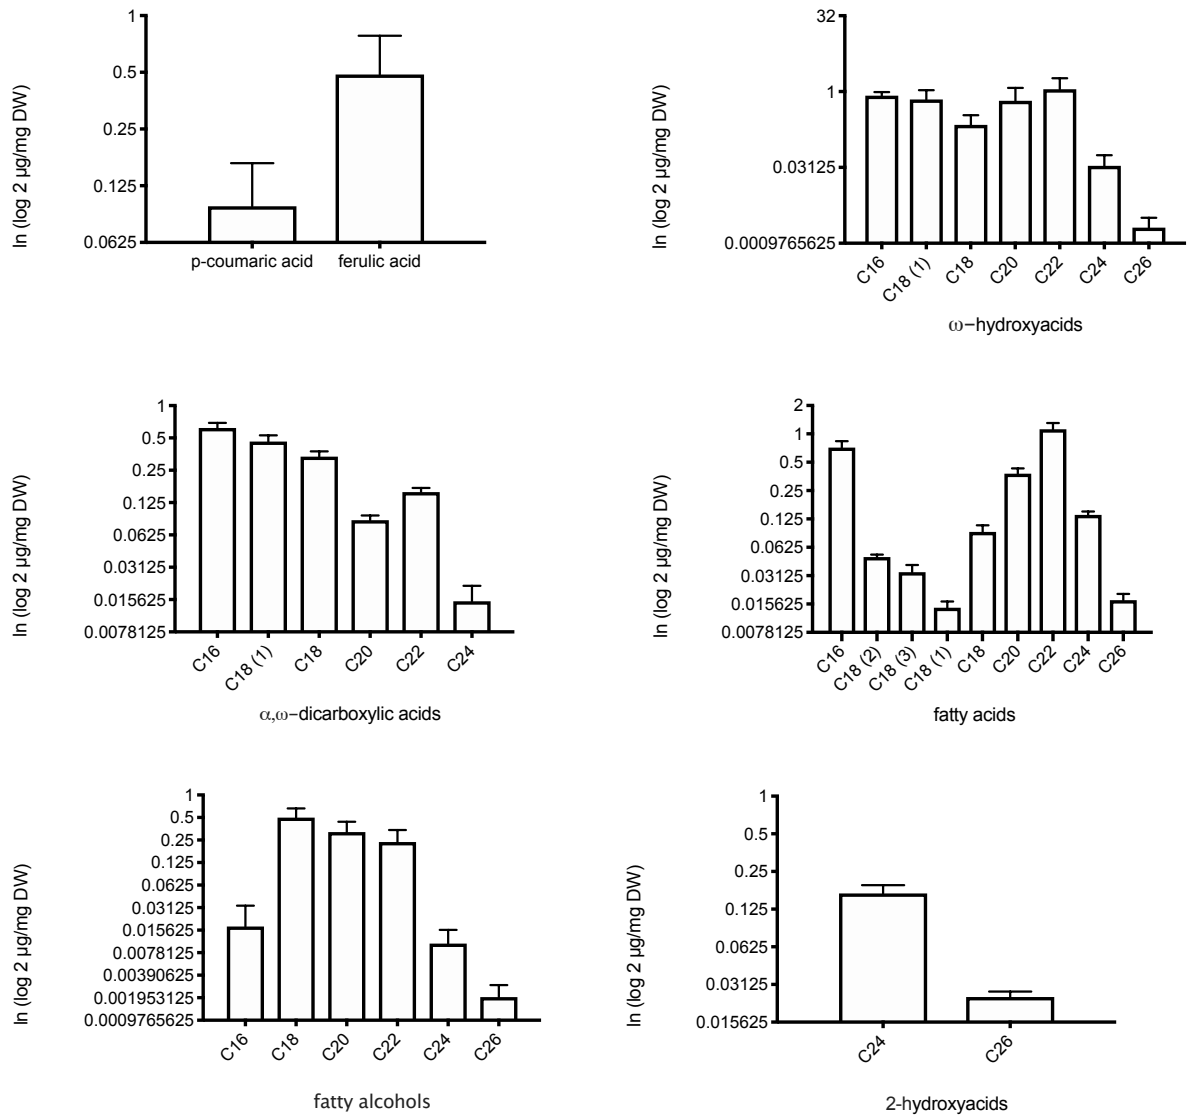 ln (log 2 µg/mg DW)
1
0.5
0.25
0.125
0.0625
p-coumaric acid
ferulic acid
ln (log 2 µg/mg DW)
32
1
0.03125
0.0009765625
C16
C18 (1)
C18
C20
C22
C24
C26
ω−hydroxyacids
ln (log 2 µg/mg DW)
1
0.5
0.25
0.125
0.0625
0.03125
0.015625
0.0078125
C16
C18 (1)
C18
C20
C22
C24
α,ω−dicarboxylic acids
ln (log 2 µg/mg DW)
2
1
0.5
0.25
0.125
0.0625
0.03125
0.015625
0.0078125
C16
C18 (2)
C18 (3)
C18 (1)
C18
C20
C22
C24
C26
fatty acids
ln (log 2 µg/mg DW)
1
0.5
0.25
0.125
0.0625
0.03125
0.015625
0.0078125
0.00390625
0.001953125
0.0009765625
C16
C18
C20
C22
C24
C26
fatty alcohols
ln (log 2 µg/mg DW)
1
0.5
0.25
0.125
0.0625
0.03125
0.015625
C24
C26
2-hydroxyacids